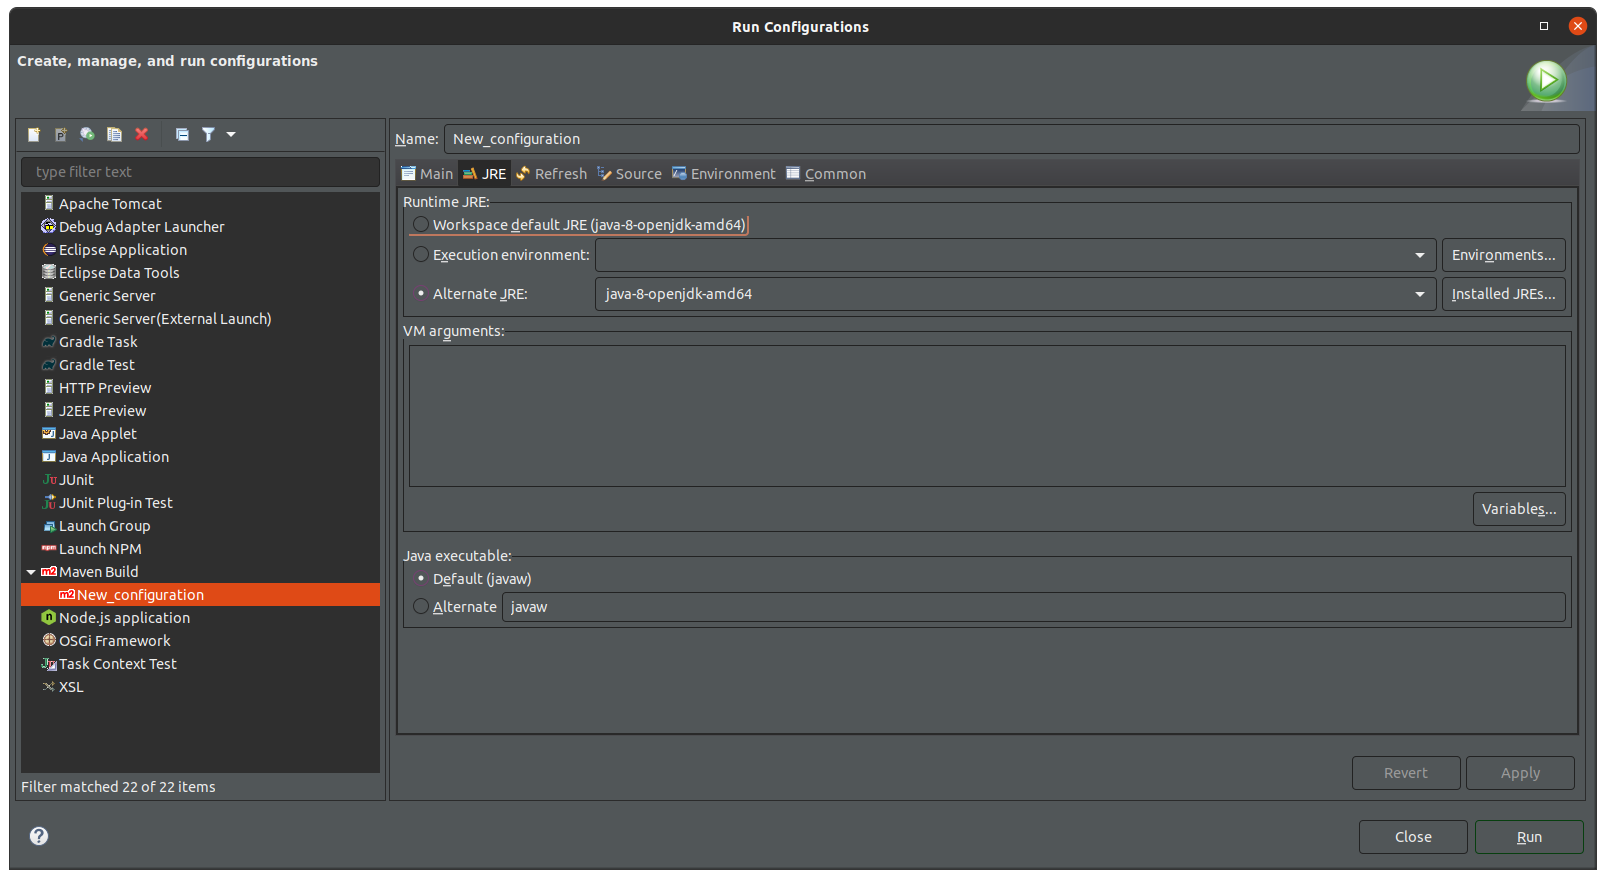 Run Configurations
Create, manage, and run configurations
type filter text
Apache Tomcat
Debug Adapter Launcher
Eclipse Application
Eclipse Data Tools
Generic Server
Generic Server(External Launch)
Gradle Task
Gradle Test
HTTP Preview
J2EE Preview
Java Applet
Java Application
JUnit
JUnit Plug-in Test
Launch Group
Launch NPM
Maven Build
New_configuration
Node.js application
OSGi Framework
Task Context Test
XSL
Filter matched 22 of 22 items
Name: New_configuration
Main JRE Refresh Source Environment Common
Runtime JRE:
Workspace default JRE (java-8-openjdk-amd64)
Execution environment: Environments...
Alternate JRE: java-8-openjdk-amd64 Installed JREs...
VM arguments:
Variables...
Java executable:
Default (javaw)
Alternate javaw
Revert Apply
Close Run